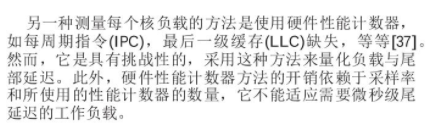 另一种测量每个核负载的方法是使用硬件性能计数器，
如每周期指令(IPC)，最后一级缓存(LLC)缺失，等等[37]。
然而，它是具有挑战性的，采用这种方法来量化负载与尾
部延迟。此外，硬件性能计数器方法的开销依赖于采样率
和所使用的性能计数器的数量，它不能适应需要微秒级尾
延迟的工作负载。